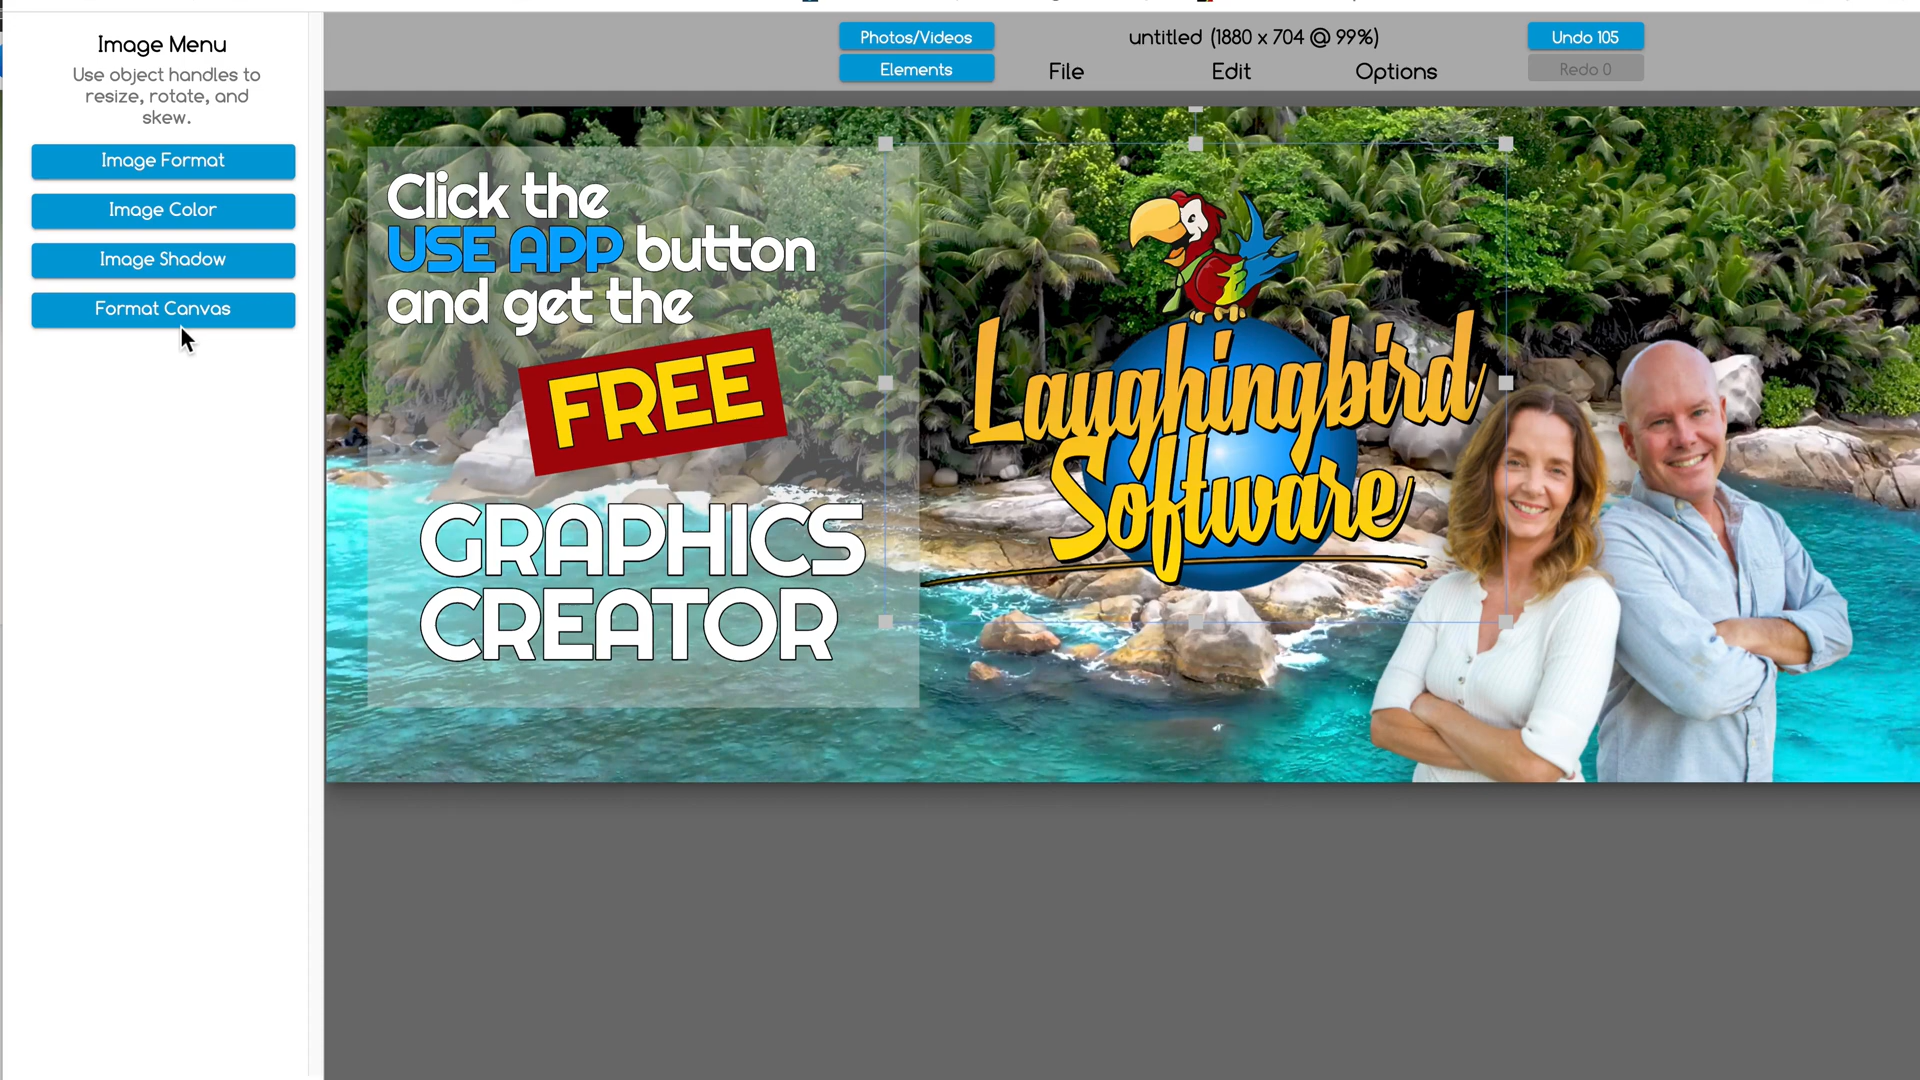 Image Menu
Use object handles to
resize, rotate, and
skew.
Image Format
Image Color
Image Shadow
Format Canvas
Photos/Videos
Elements
untitled (1880 x 704 @ 99%)
File
Edit
Options
Undo 105
Redo 0
Click the
USE APP button
and get the
FREE
GRAPHICS
CREATOR
Laughingbird
Software